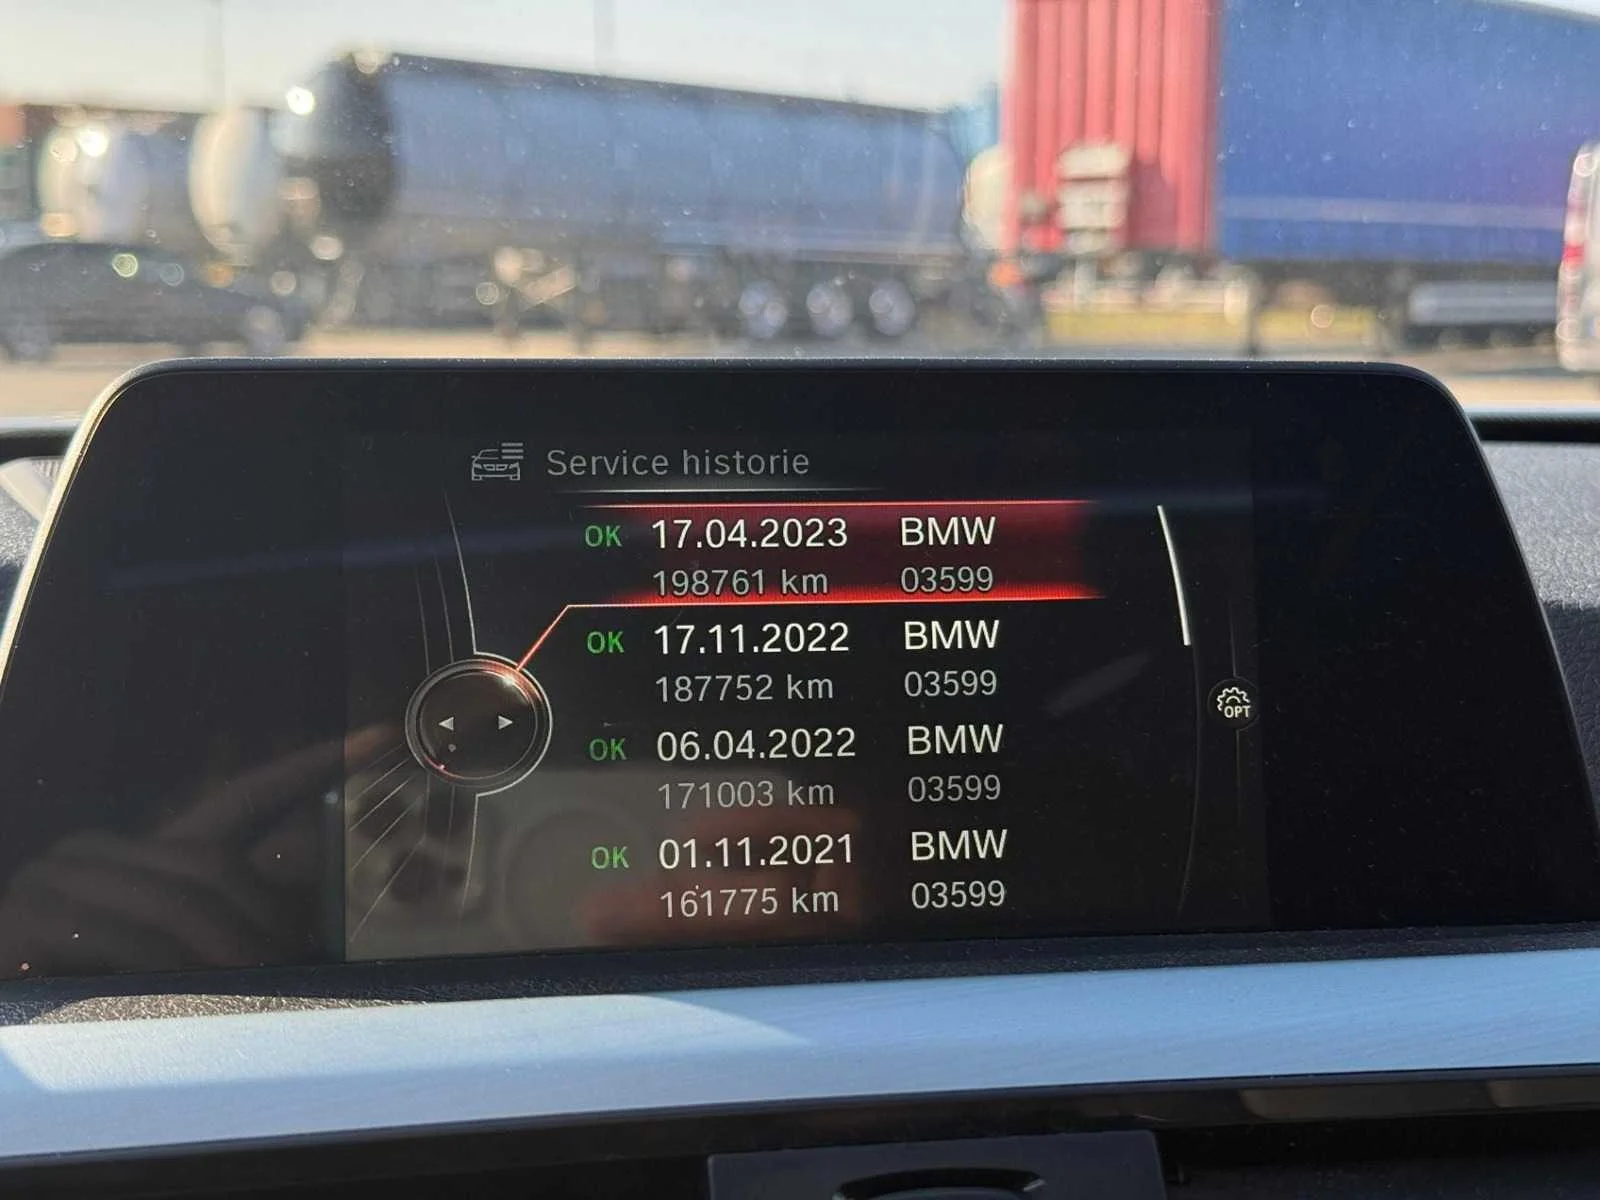 Service historie
OK 17.04.2023 BMW
198761 km 03599
OK 17.11.2022 BMW
187752 km 03599
OK 06.04.2022 BMW
171003 km 03599
OK 01.11.2021 BMW
161775 km 03599
OPT